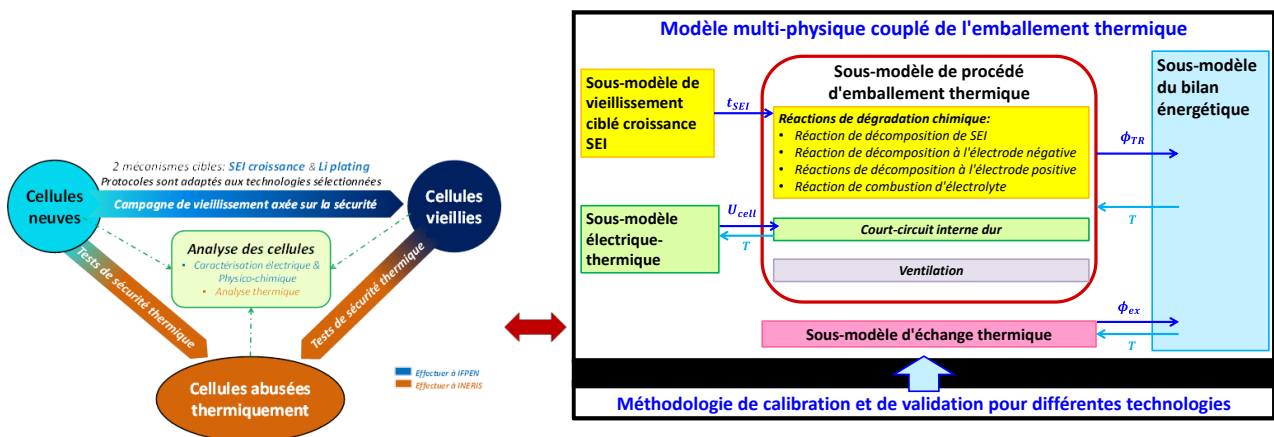 2 mécanismes cibles: SEI croissance & Li plating
Protocoles sont adaptés aux technologies sélectionnées
Cellules
neuves
Campagne de vieillissement axée sur la sécurité
Cellules
vieillies
Analyse des cellules
• Caractérisation électrique &
Physico-chimique
• Analyse thermique
Tests de sécurité thermique
Tests de sécurité thermique
Cellules abusées
thermiquement
Effectuer à IFPEN
Effectuer à INERIS
Modèle multi-physique couplé de l'emballement thermique
Sous-modèle de
vieillissement
ciblé croissance
SEI
t_SEI
Sous-modèle de procédé
d'emballement thermique
Réactions de dégradation chimique:
• Réaction de décomposition de SEI
• Réaction de décomposition à l'électrode négative
• Réactions de décomposition à l'électrode positive
• Réaction de combustion d'électrolyte
Sous-modèle
du bilan
énergétique
ϕ_TR
T
Sous-modèle
électrique-
thermique
U_cell
T
Court-circuit interne dur
Ventilation
Sous-modèle d'échange thermique
ϕ_ex
T
Méthodologie de calibration et de validation pour différentes technologies